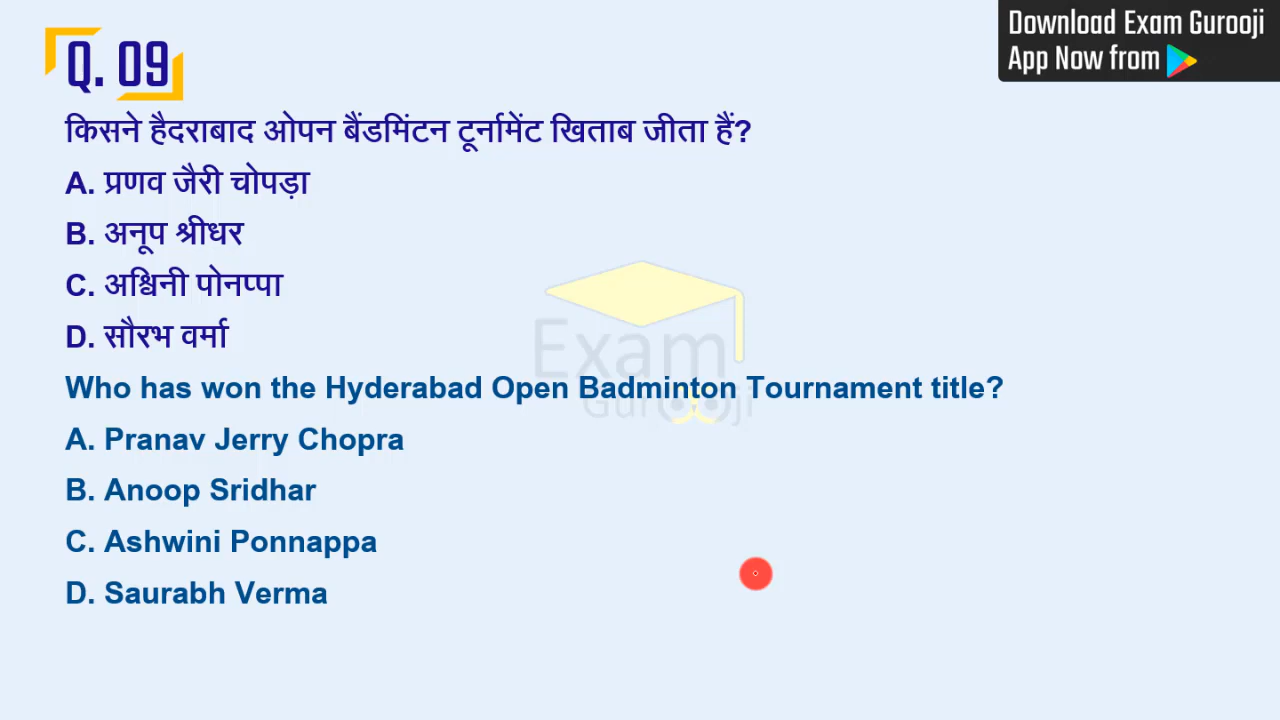 Download Exam Gurooji
App Now from
Q. 09
किसने हैदराबाद ओपन बैंडमिंटन टूर्नामेंट खिताब जीता हैं?
A. प्रणव जैरी चोपड़ा
B. अनूप श्रीधर
C. अश्विनी पोनप्पा
D. सौरभ वर्मा
Who has won the Hyderabad Open Badminton Tournament title?
A. Pranav Jerry Chopra
B. Anoop Sridhar
C. Ashwini Ponnappa
D. Saurabh Verma
Exam
Gurooji